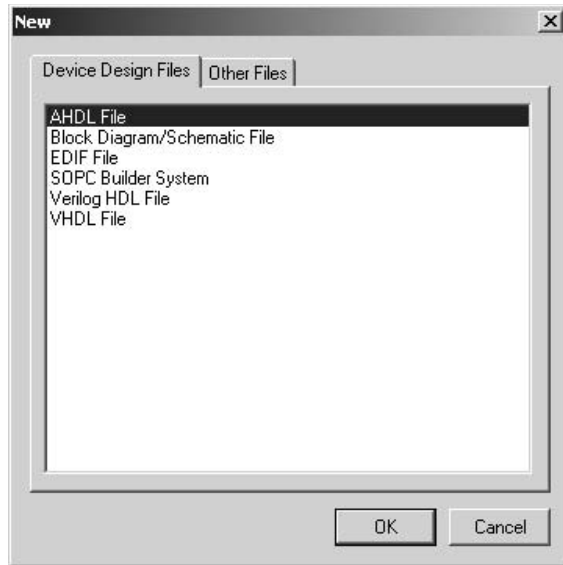 New
Device Design Files
Other Files
AHDL File
Block Diagram/Schematic File
EDIF File
SOPC Builder System
Verilog HDL File
VHDL File
OK
Cancel